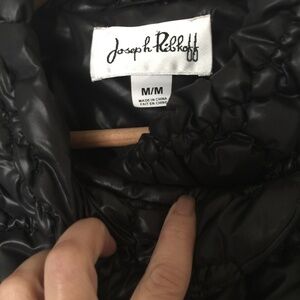 Joseph Ribkoff
M/M
MADE IN CHINA
FAIT EN CHINE